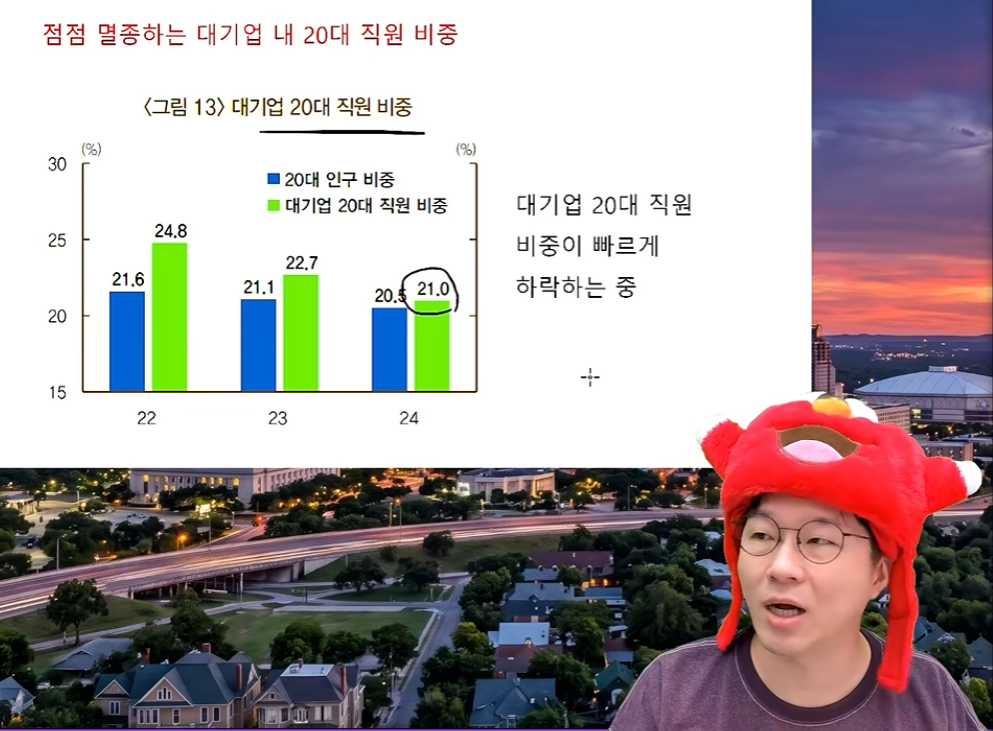 점점 멸종하는 대기업 내 20대 직원 비중
<그림 13> 대기업 20대 직원 비중
(%) (%)
30
20대 인구 비중
대기업 20대 직원 비중
25
24.8
22.7
21.6
21.1
20.5
21.0
20
15
22 23 24
대기업 20대 직원
비중이 빠르게
하락하는 중